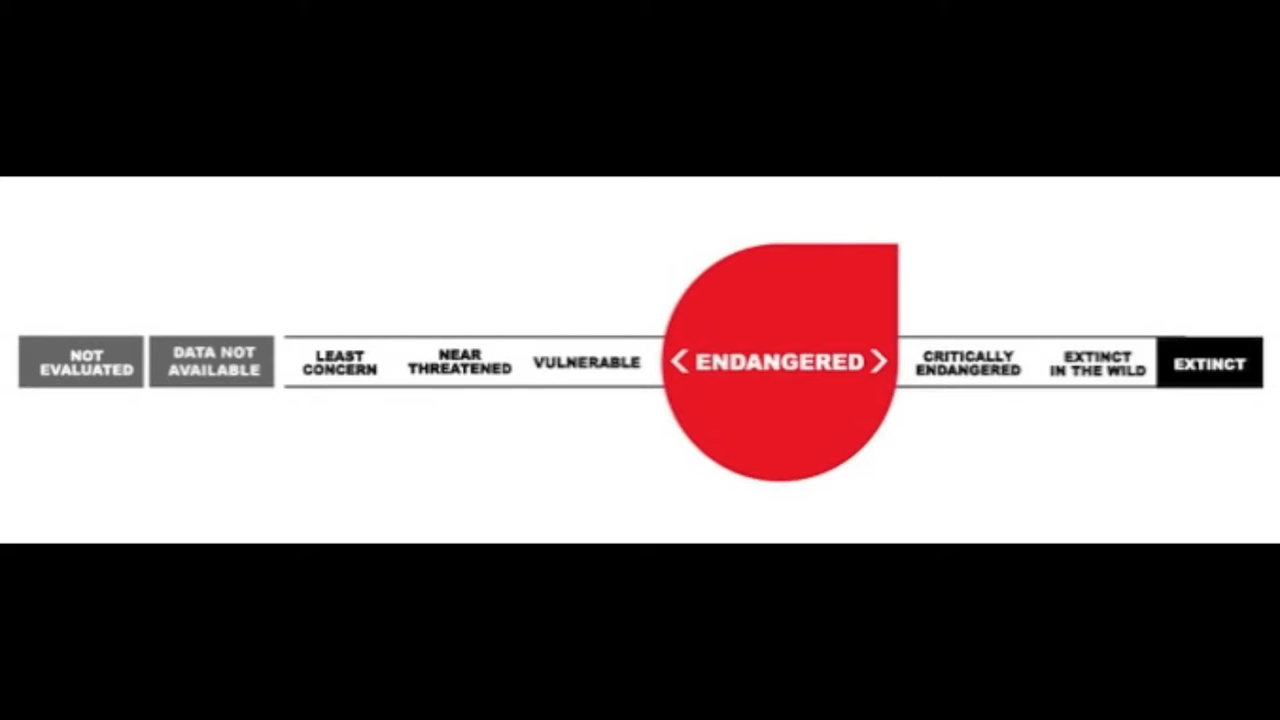 NOT
EVALUATED
DATA NOT
AVAILABLE
LEAST
CONCERN
NEAR
THREATENED
VULNERABLE
< ENDANGERED >
CRITICALLY
ENDANGERED
EXTINCT
IN THE WILD
EXTINCT